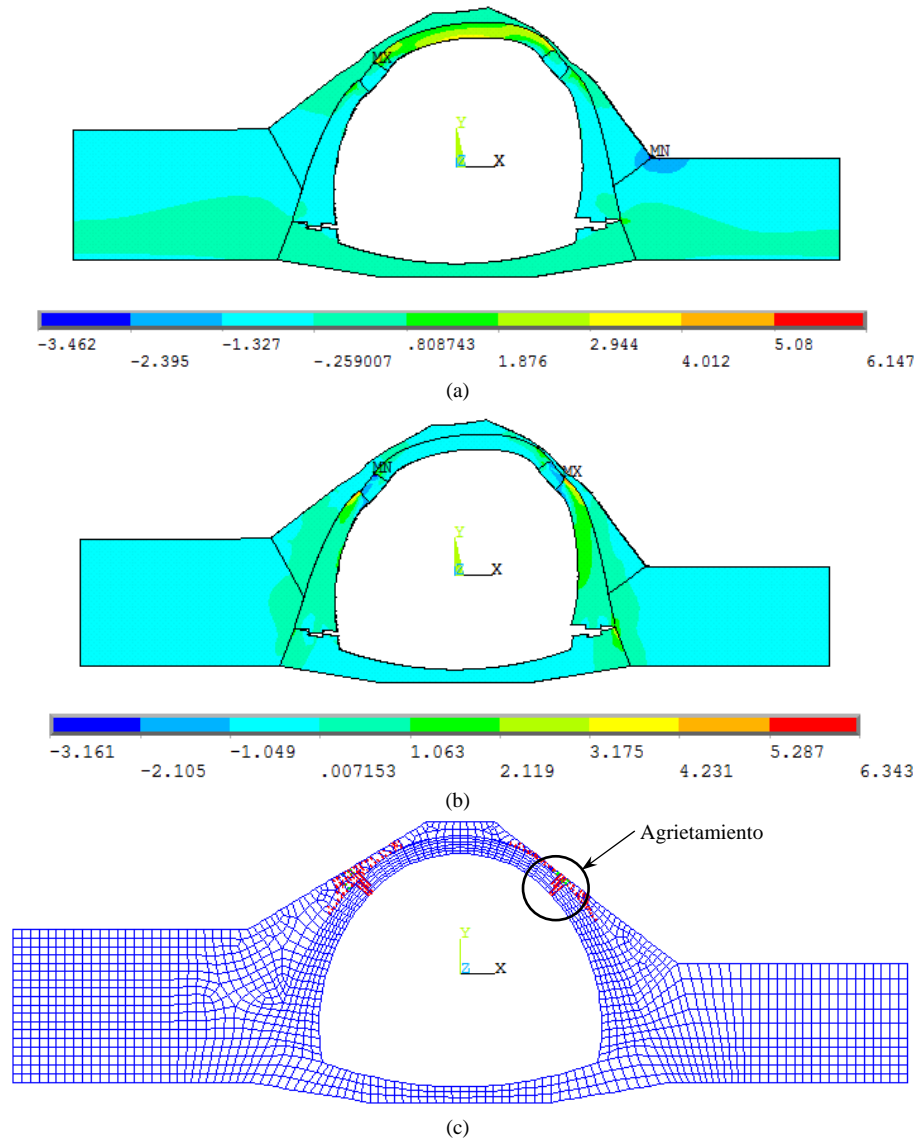 MX
MN
Y
Z X
-3.462 -1.327 .808743 2.944 5.08
-2.395 -.259007 1.876 4.012 6.147
(a)
MN MX
Y
Z X
-3.161 -1.049 1.063 3.175 5.287
-2.105 .007153 2.119 4.231 6.343
(b)
Agrietamiento
Y
Z X
(c)